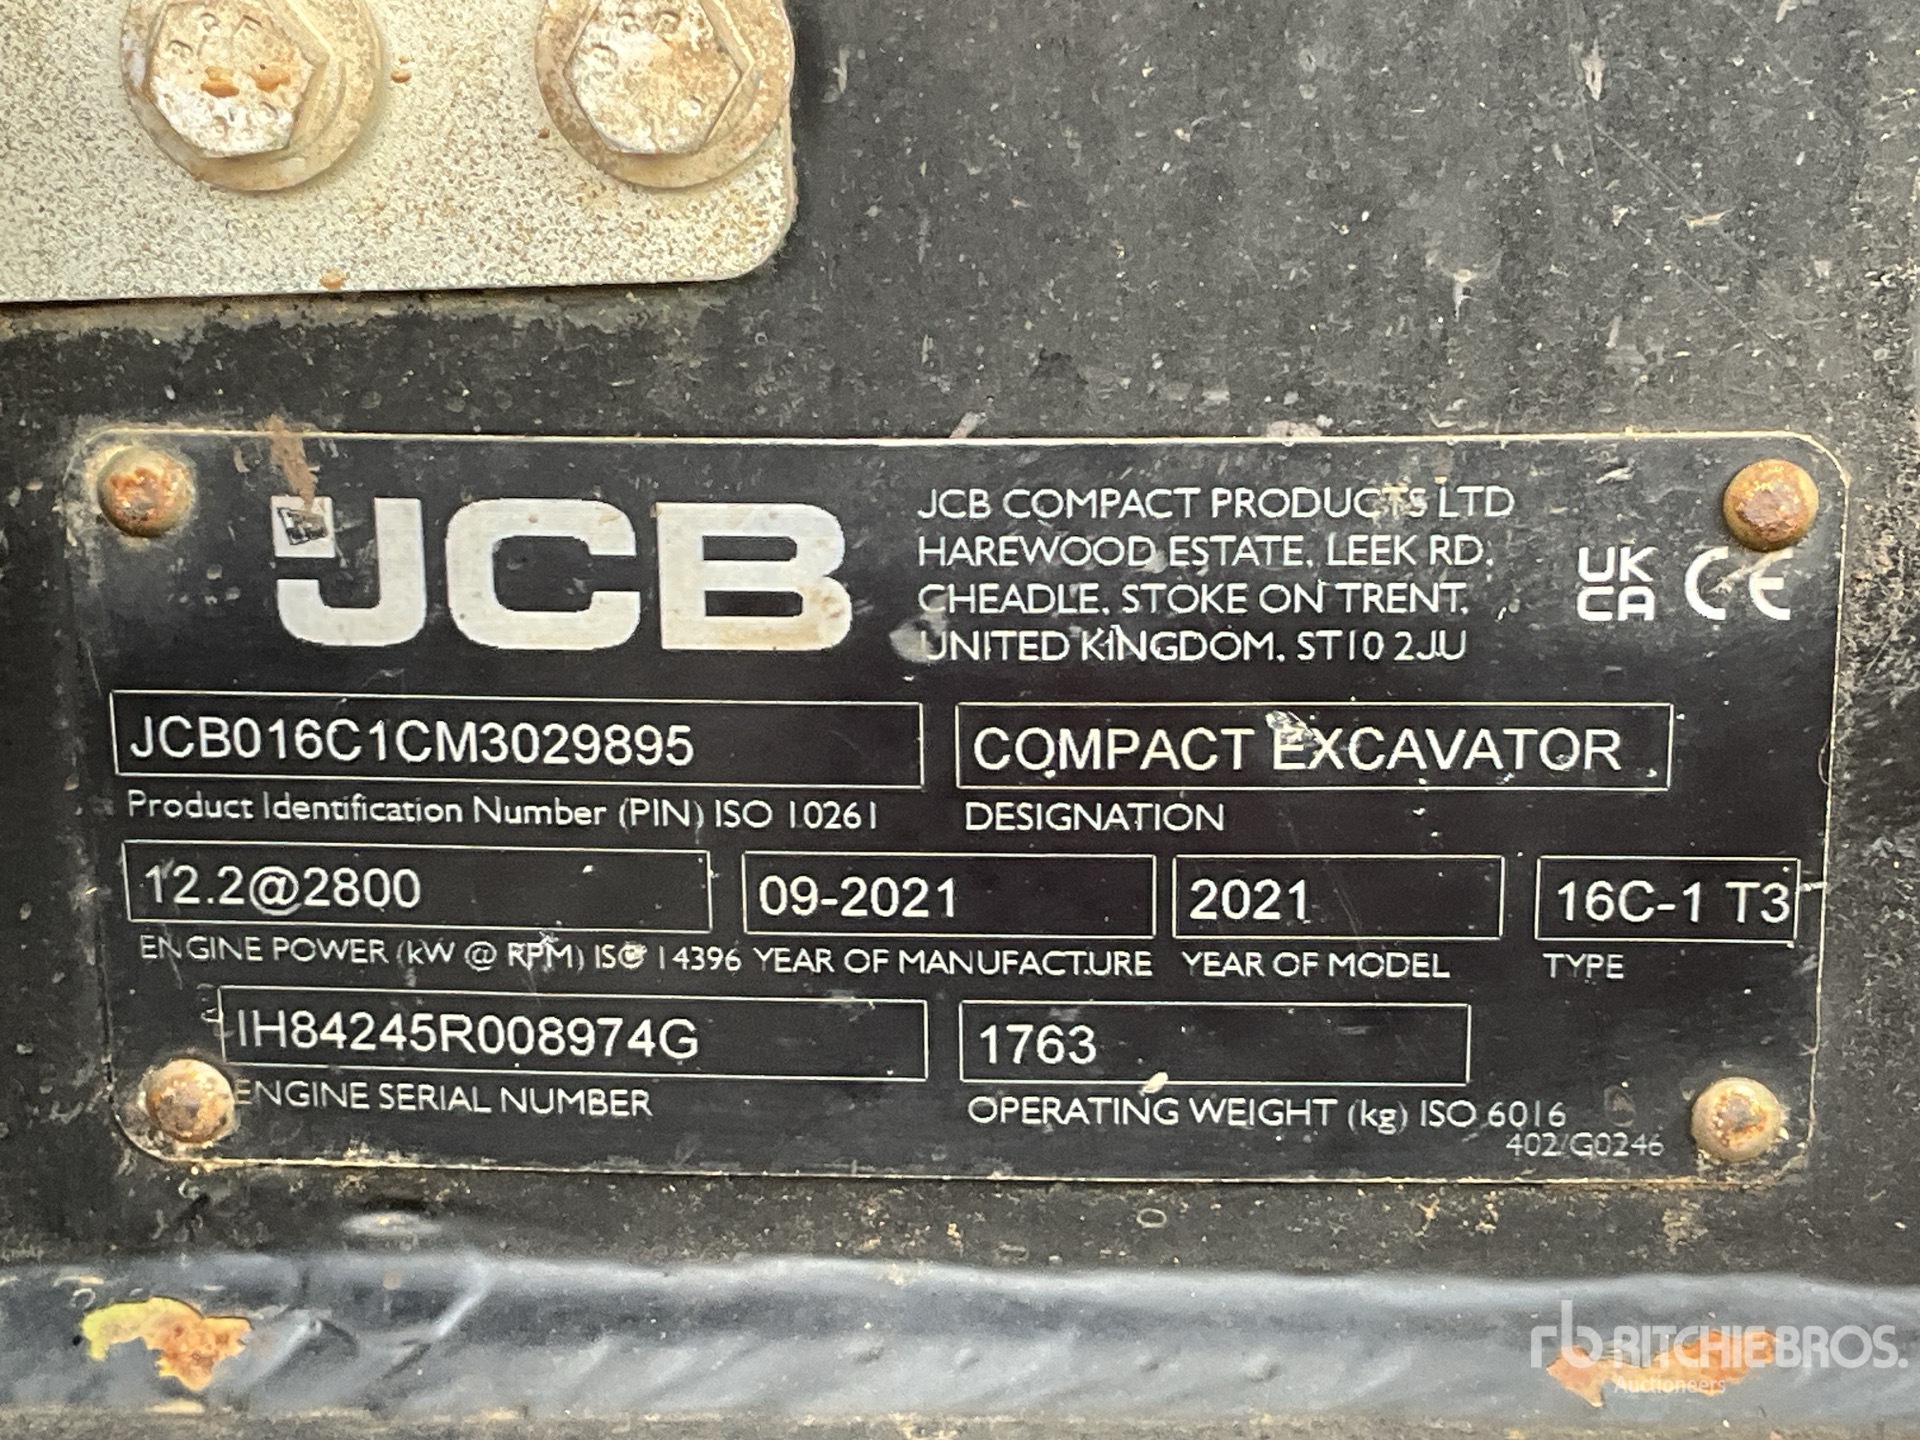 JCB
JCB COMPACT PRODUCTS LTD
HAREWOOD ESTATE, LEEK RD,
CHEADLE, STOKE ON TRENT,
UNITED KINGDOM. ST10 2JU
UK
CA
CE
JCB016C1CM3029895
COMPACT EXCAVATOR
Product Identification Number (PIN) ISO 10261
DESIGNATION
12.2@2800
09-2021
2021
16C-1 T3
ENGINE POWER (kW @ RPM) ISO 14396
YEAR OF MANUFACTURE
YEAR OF MODEL
TYPE
IH84245R008974G
1763
ENGINE SERIAL NUMBER
OPERATING WEIGHT (kg) ISO 6016
402/G0246
rb RITCHIE BROS.
Auctioneers